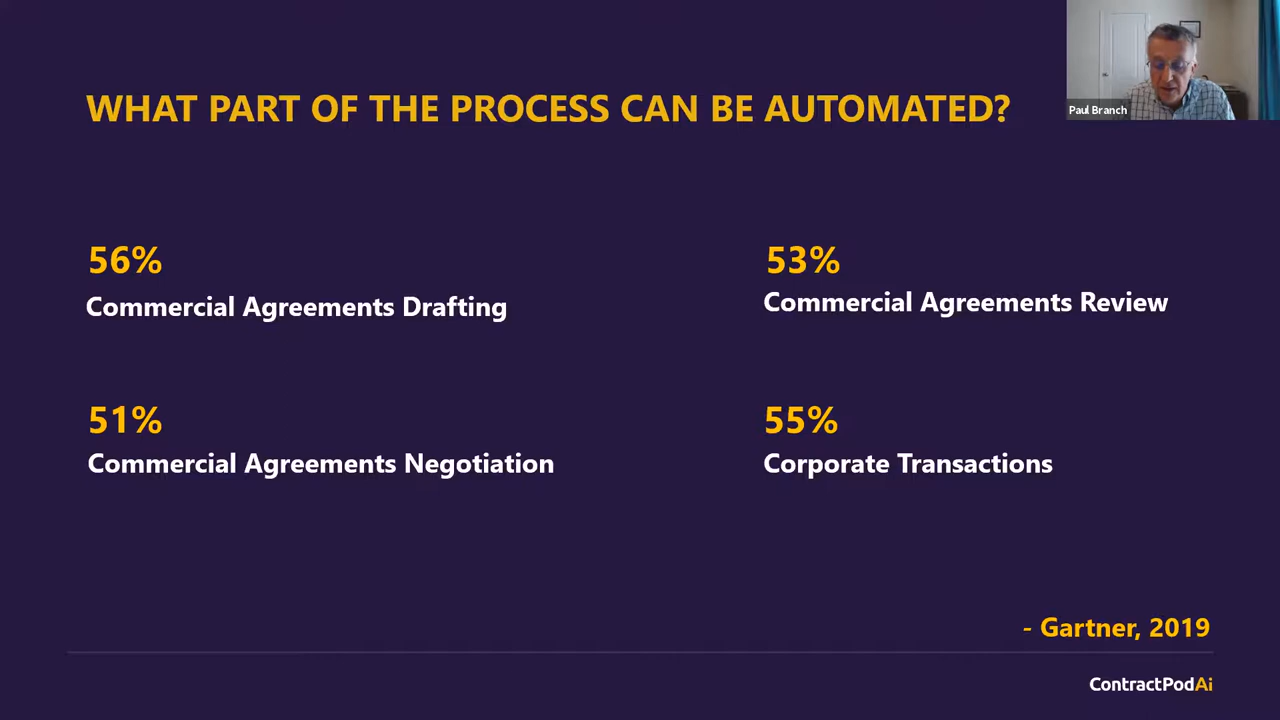 Paul Branch
WHAT PART OF THE PROCESS CAN BE AUTOMATED?
56%
Commercial Agreements Drafting
53%
Commercial Agreements Review
51%
Commercial Agreements Negotiation
55%
Corporate Transactions
- Gartner, 2019
ContractPodAi